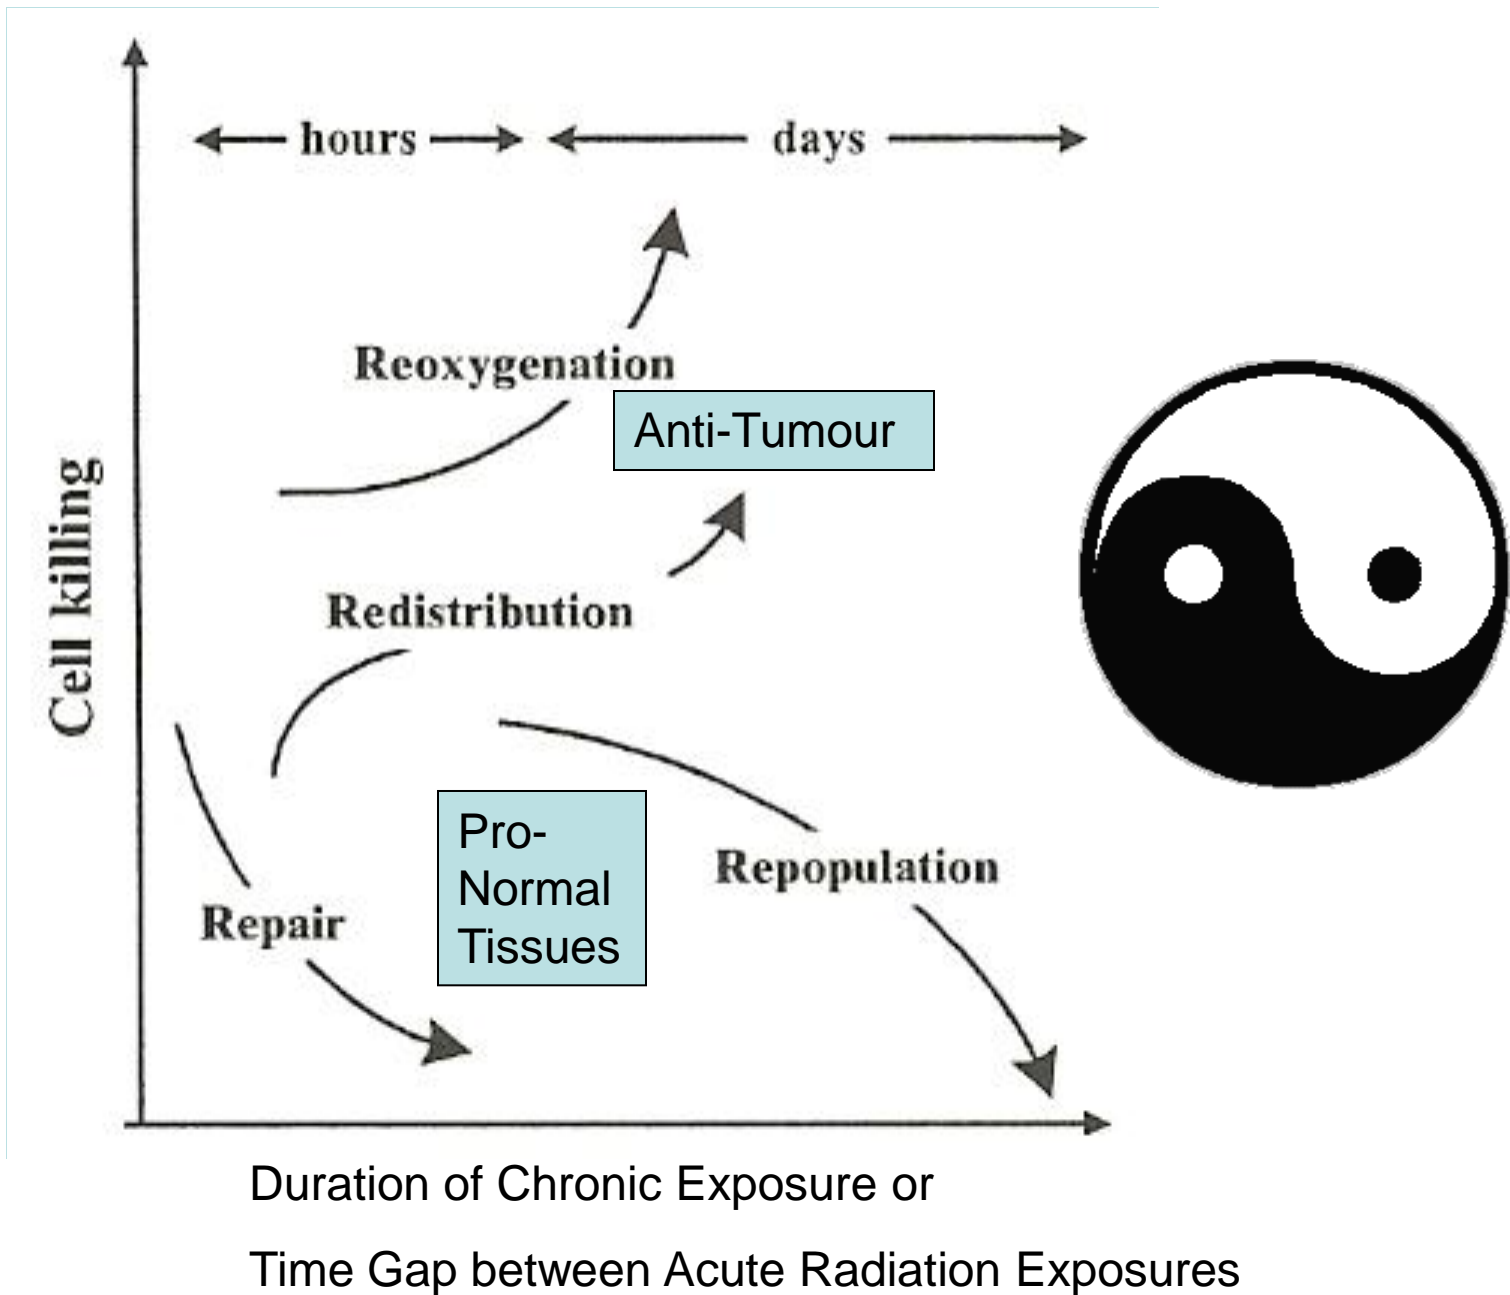 hours
days
Reoxygenation
Anti-Tumour
Cell killing
Redistribution
Pro-
Normal
Tissues
Repopulation
Repair
Duration of Chronic Exposure or
Time Gap between Acute Radiation Exposures